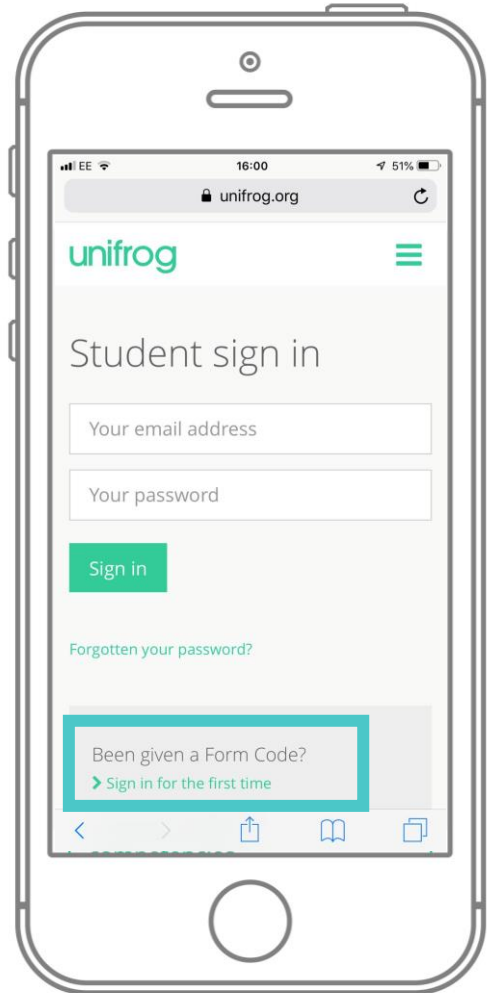 EE 16:00 51%
unifrog.org
unifrog
Student sign in
Your email address
Your password
Sign in
Forgotten your password?
Been given a Form Code?
Sign in for the first time